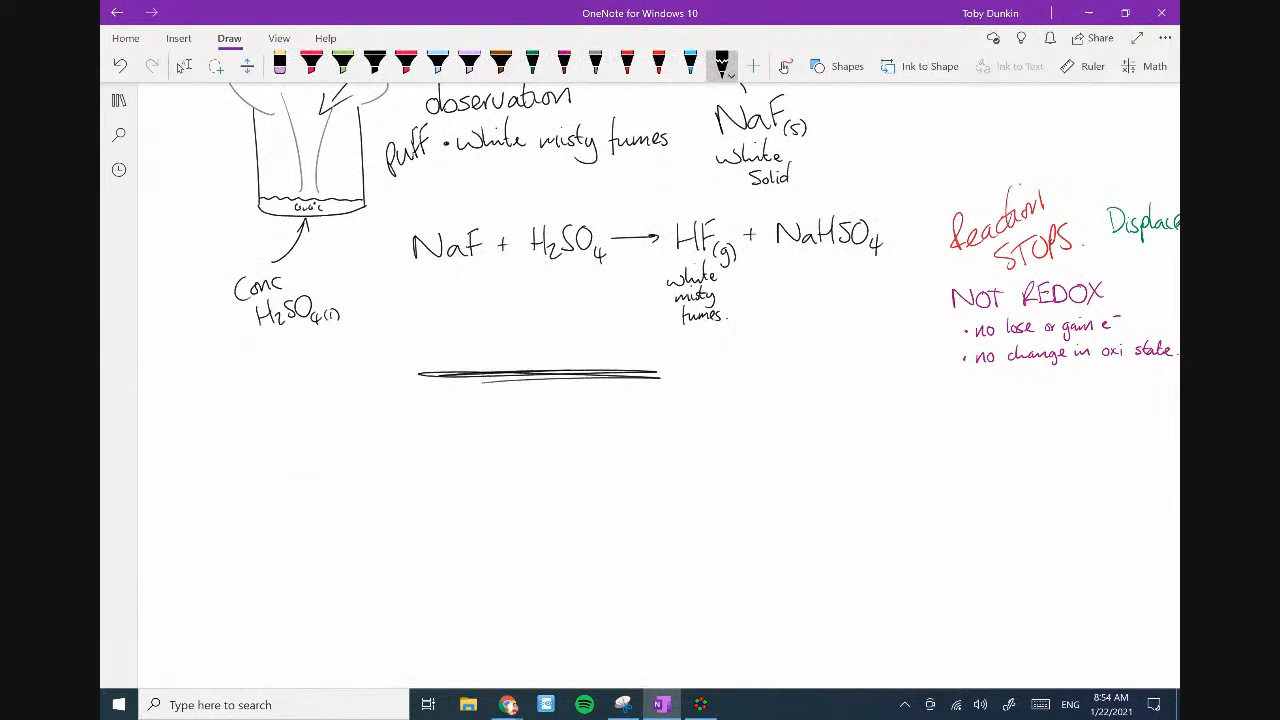 OneNote for Windows 10
Toby Dunkin
Home Insert Draw View Help
Share
Shapes
Ink to Shape
Ink to Text
Ruler
Math
observation
puff • White misty fumes
NaF(s)
White
Solid
NaF + H2SO4 → HF(g) + NaHSO4
white
misty
fumes.
Conc
H2SO4(l)
Reaction
STOPS.
Displace
NOT REDOX
• no lose or gain e⁻
• no change in oxi state.
Type here to search
ENG
8:54 AM
1/22/2021